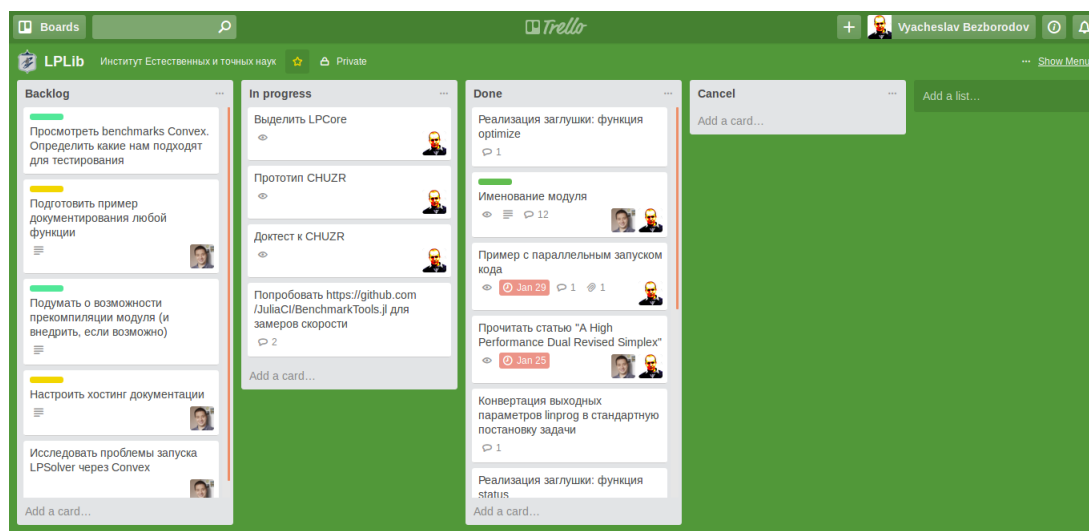 Boards
Trello
Vyacheslav Bezborodov
LPLib
Институт Естественных и точных наук
Private
... Show Menu
Backlog
Просмотреть benchmarks Convex.
Определить какие нам подходят
для тестирования
Подготовить пример
документирования любой
функции
Подумать о возможности
прекомпиляции модуля (и
внедрить, если возможно)
Настроить хостинг документации
Исследовать проблемы запуска
LPSolver через Convex
Add a card…
In progress
Выделить LPCore
Прототип CHUZR
Доктест к CHUZR
Попробовать https://github.com
/JuliaCI/BenchmarkTools.jl для
замеров скорости
2
Add a card…
Done
Реализация заглушки: функция
optimize
1
Именование модуля
12
Пример с параллельным запуском
кода
Jan 29 1 1
Прочитать статью "A High
Performance Dual Revised Simplex"
Jan 25
Конвертация выходных
параметров linprog в стандартную
постановку задачи
1
Реализация заглушки: функция
status
Add a card…
Cancel
Add a card…
Add a list…